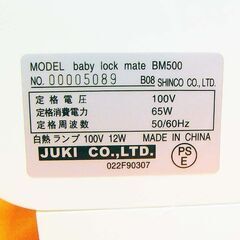 MODEL baby lock mate BM500
NO. 00005089 B08 SHINCO CO., LTD.
定格電圧 100V
定格消費電力 65W
定格周波数 50/60Hz
白熱ランプ 100V 12W MADE IN CHINA
JUKI CO.,LTD.
022F90307
PS
E